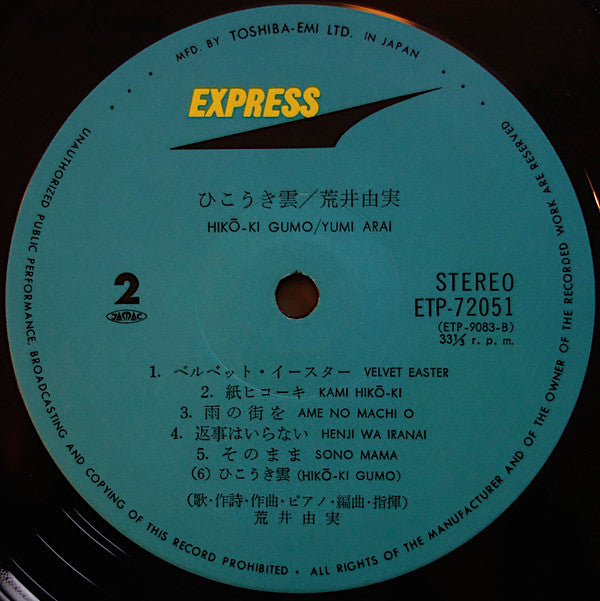 MFD. BY TOSHIBA-EMI LTD. IN JAPAN
EXPRESS
ひこうき雲／荒井由実
HIKŌ-KI GUMO/YUMI ARAI
2
JASRAC
STEREO
ETP-72051
(ETP-9083-B)
33⅓ r. p. m.
1. ベルベット・イースター VELVET EASTER
2. 紙ヒコーキ KAMI HIKŌ-KI
3. 雨の街を AME NO MACHI O
4. 返事はいらない HENJI WA IRANAI
5. そのまま SONO MAMA
(6) ひこうき雲 (HIKŌ-KI GUMO)
(歌・作詩・作曲・ピアノ・編曲・指揮)
荒井由実
UNAUTHORIZED PUBLIC PERFORMANCE, BROADCASTING AND COPYING OF THIS RECORD PROHIBITED • ALL RIGHTS OF THE MANUFACTURER AND OF THE OWNER OF THE RECORDED WORK ARE RESERVED